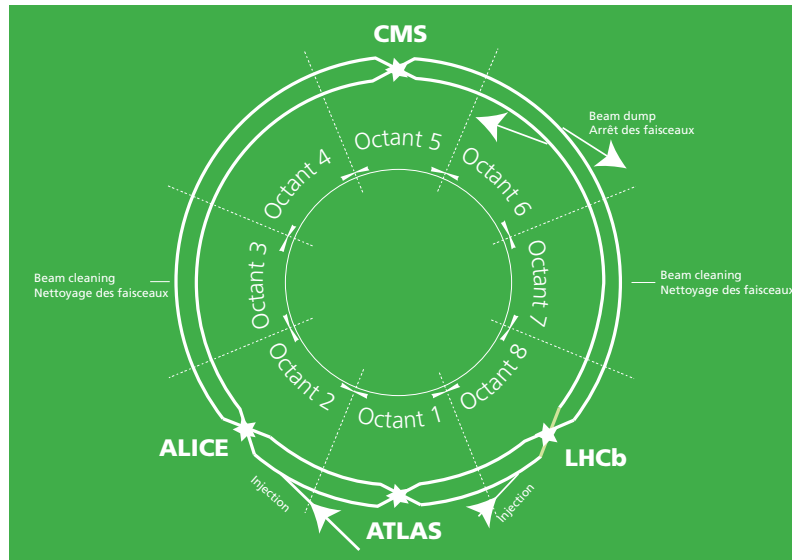 CMS
Beam dump
Arrêt des faisceaux
Octant 5
Octant 4
Octant 6
Octant 3
Octant 7
Beam cleaning
Nettoyage des faisceaux
Beam cleaning
Nettoyage des faisceaux
Octant 2
Octant 8
Octant 1
ALICE
LHCb
Injection
Injection
ATLAS